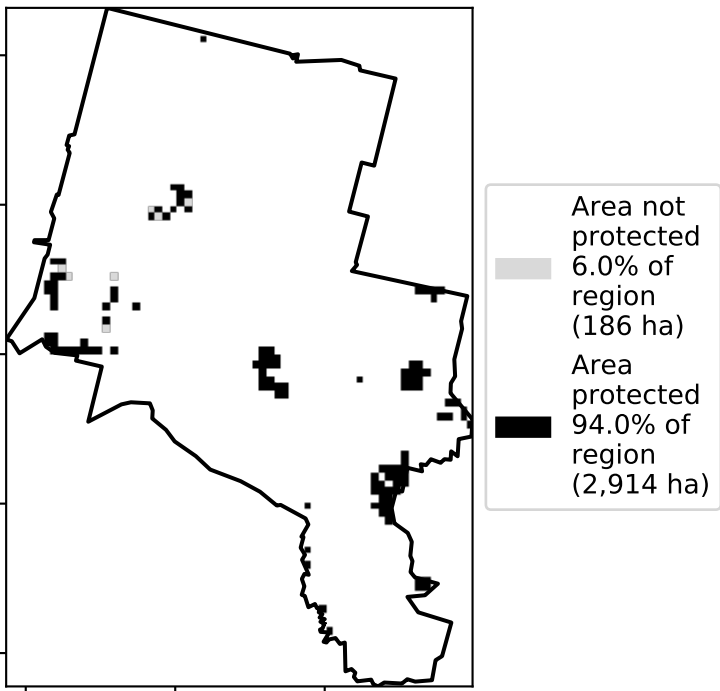 Area not
protected
6.0% of
region
(186 ha)
Area
protected
94.0% of
region
(2,914 ha)